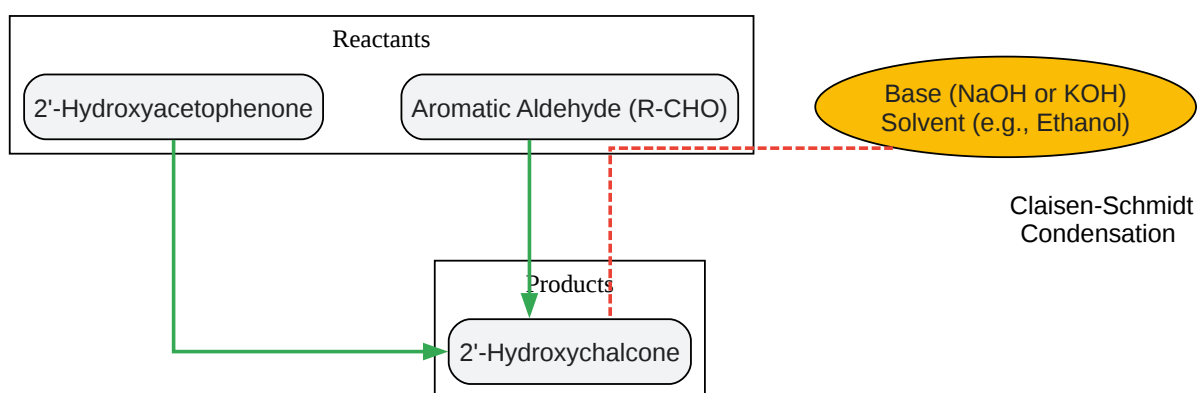 Reactants
2'-Hydroxyacetophenone
Aromatic Aldehyde (R-CHO)
Base (NaOH or KOH)
Solvent (e.g., Ethanol)
Claisen-Schmidt
Condensation
Products
2'-Hydroxychalcone